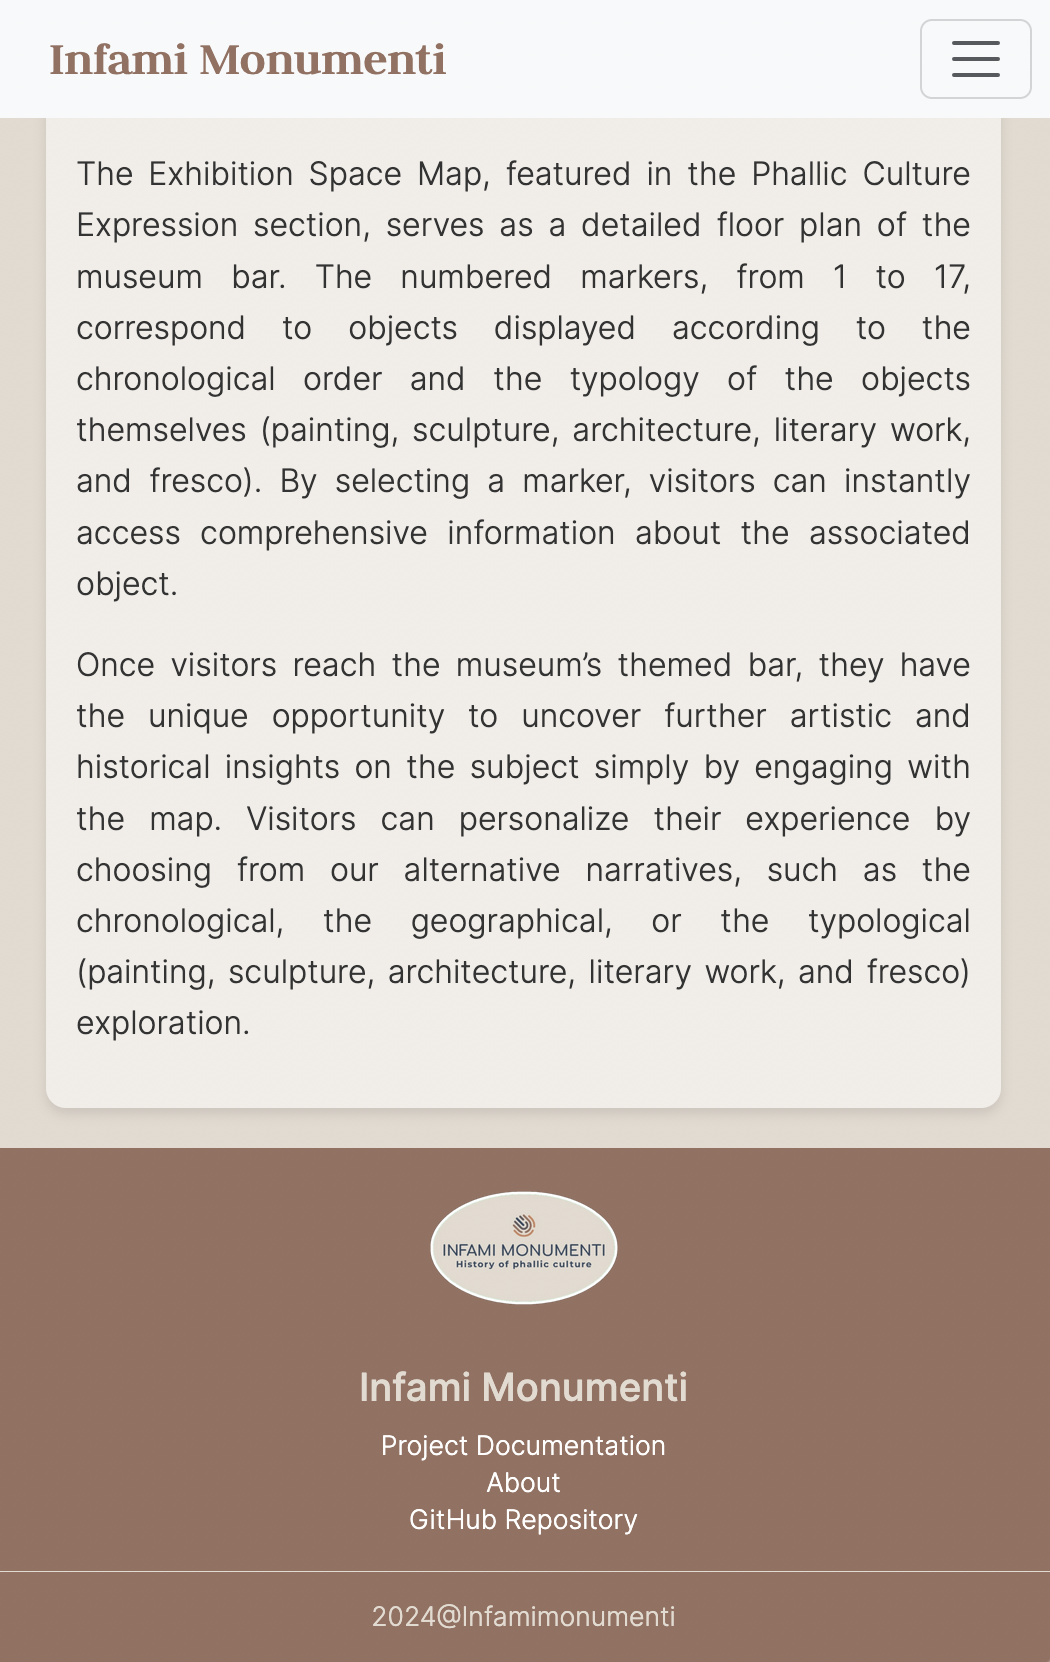 Infami Monumenti
The Exhibition Space Map, featured in the Phallic Culture
Expression section, serves as a detailed floor plan of the
museum bar. The numbered markers, from 1 to 17,
correspond to objects displayed according to the
chronological order and the typology of the objects
themselves (painting, sculpture, architecture, literary work,
and fresco). By selecting a marker, visitors can instantly
access comprehensive information about the associated
object.
Once visitors reach the museum’s themed bar, they have
the unique opportunity to uncover further artistic and
historical insights on the subject simply by engaging with
the map. Visitors can personalize their experience by
choosing from our alternative narratives, such as the
chronological, the geographical, or the typological
(painting, sculpture, architecture, literary work, and fresco)
exploration.
INFAMI MONUMENTI
History of phallic culture
Infami Monumenti
Project Documentation
About
GitHub Repository
2024@Infamimonumenti